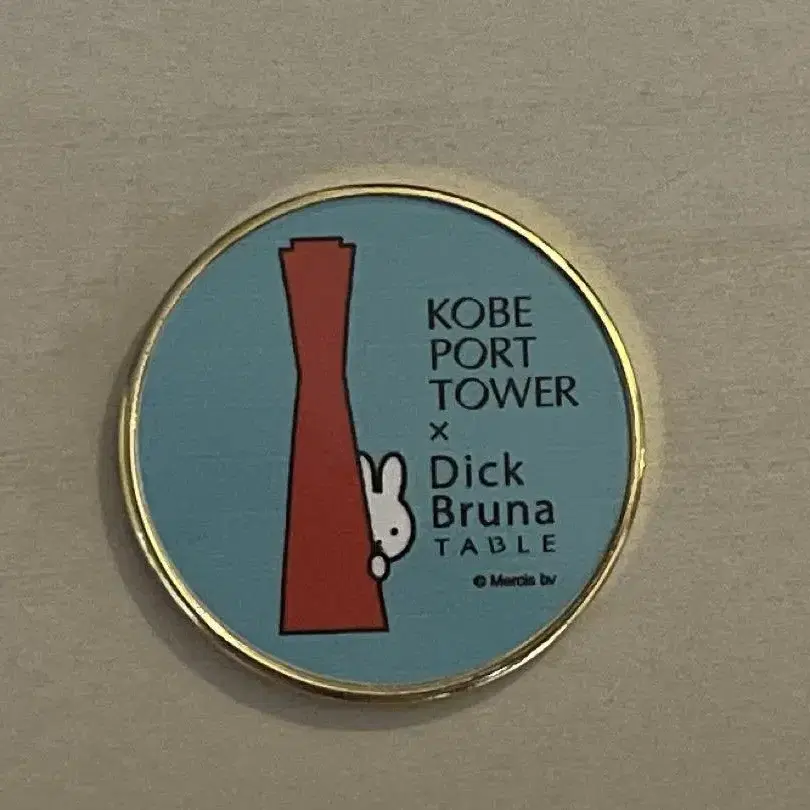 KOBE
PORT
TOWER
×
Dick
Bruna
TABLE
© Mercis bv